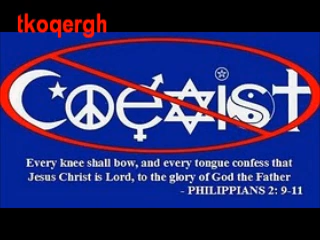 tkoqergh
Coexist
Every knee shall bow, and every tongue confess that
Jesus Christ is Lord, to the glory of God the Father
- PHILIPPIANS 2: 9-11